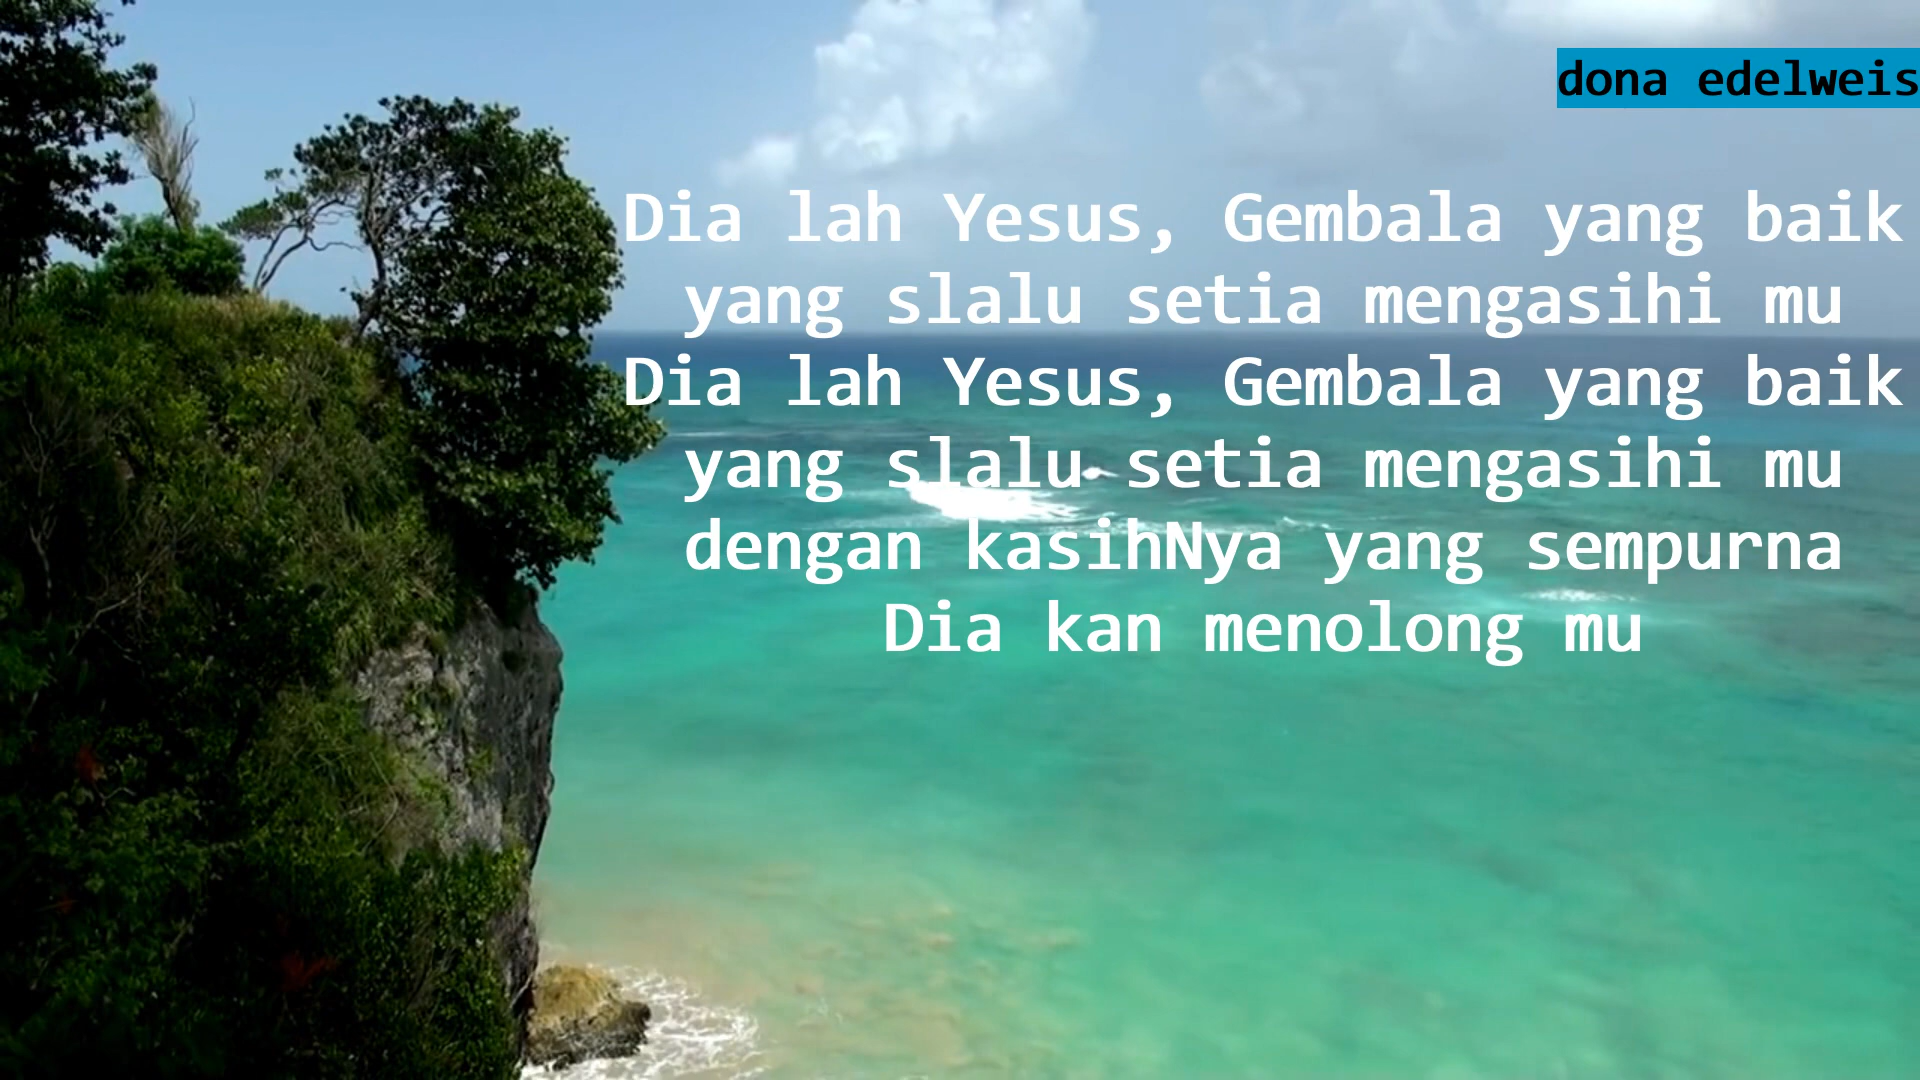 dona edelweis
Dia lah Yesus, Gembala yang baik
yang slalu setia mengasihi mu
Dia lah Yesus, Gembala yang baik
yang slalu setia mengasihi mu
dengan kasihNya yang sempurna
Dia kan menolong mu